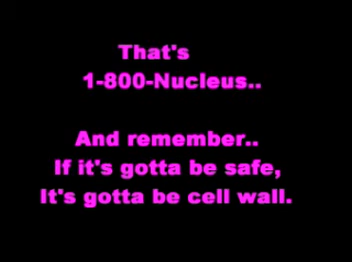 That's
1-800-Nucleus..
And remember..
If it's gotta be safe,
It's gotta be cell wall.